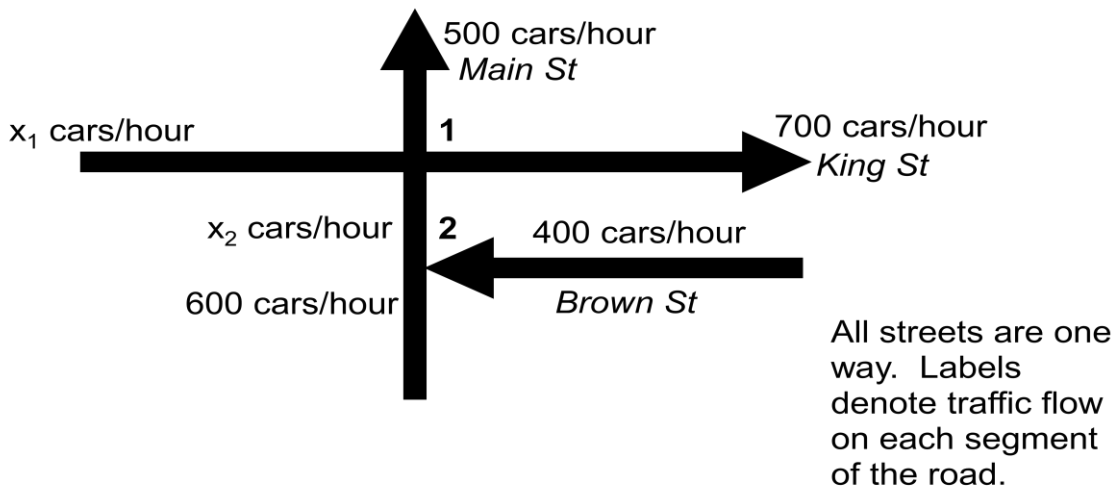 500 cars/hour
Main St
x₁ cars/hour
1
700 cars/hour
King St
x₂ cars/hour
2
400 cars/hour
600 cars/hour
Brown St
All streets are one
way. Labels
denote traffic flow
on each segment
of the road.